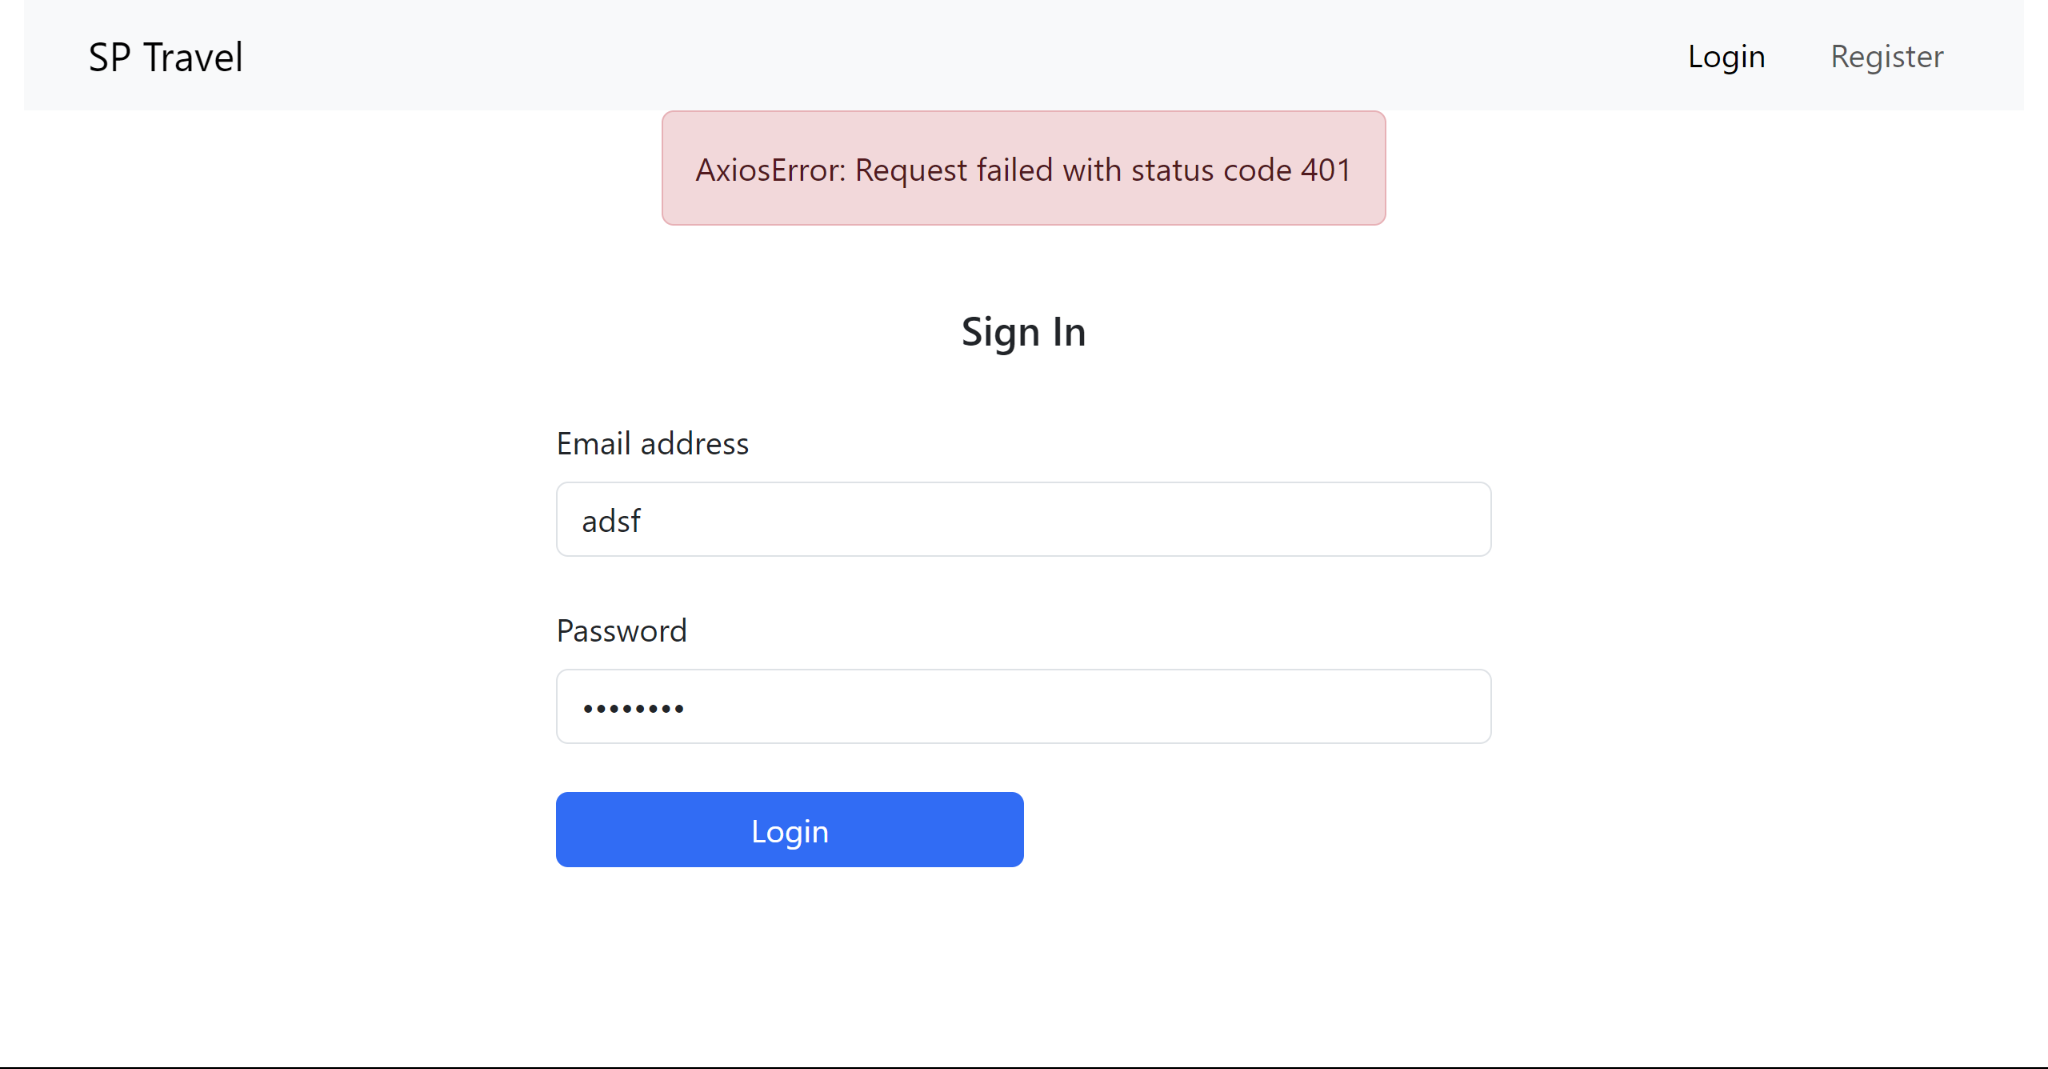 SP Travel
Login
Register
AxiosError: Request failed with status code 401
Sign In
Email address
adsf
Password
••••••••
Login